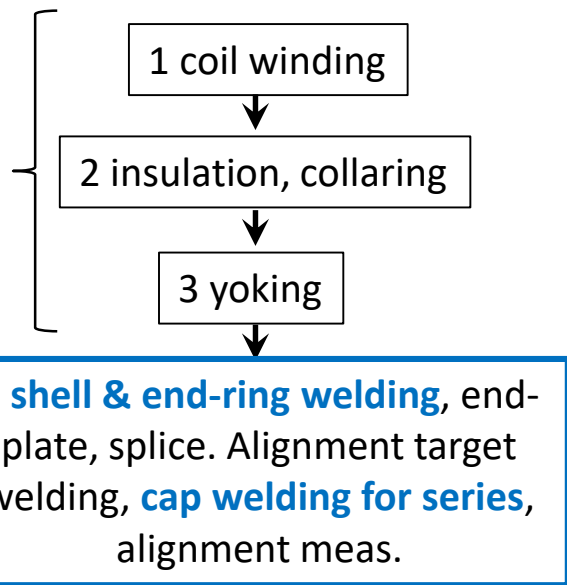 1 coil winding
2 insulation, collaring
3 yoking
shell & end-ring welding, end-
plate, splice. Alignment target
welding, cap welding for series,
alignment meas.